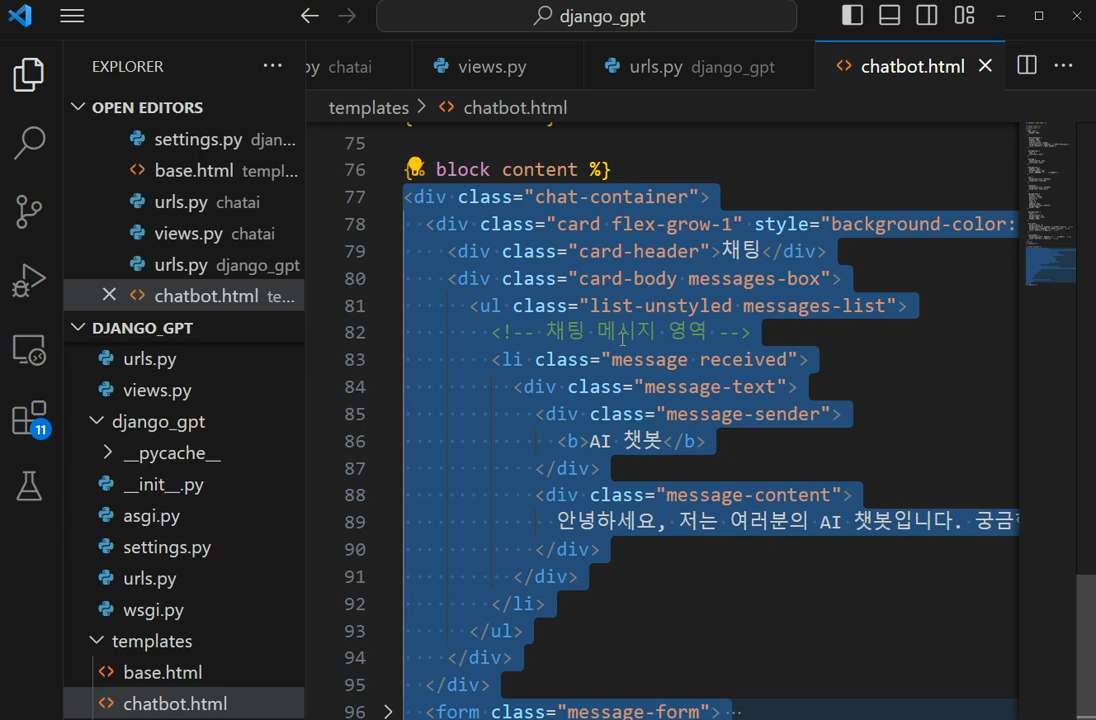 django_gpt
EXPLORER
OPEN EDITORS
settings.py djan...
base.html templ...
urls.py chatai
views.py chatai
urls.py django_gpt
chatbot.html te...
DJANGO_GPT
urls.py
views.py
django_gpt
__pycache__
__init__.py
asgi.py
settings.py
urls.py
wsgi.py
templates
base.html
chatbot.html
11
py chatai
views.py
urls.py django_gpt
chatbot.html
templates > chatbot.html
75
76 block content %}
77 <div class="chat-container">
78 <div class="card flex-grow-1" style="background-color:
79 <div class="card-header">채팅</div>
80 <div class="card-body messages-box">
81 <ul class="list-unstyled messages-list">
82 <!-- 채팅 메시지 영역 -->
83 <li class="message received">
84 <div class="message-text">
85 <div class="message-sender">
86 <b>AI 챗봇</b>
87 </div>
88 <div class="message-content">
89 안녕하세요, 저는 여러분의 AI 챗봇입니다. 
90 </div>
91 </div>
92 </li>
93 </ul>
94 </div>
95 </div>
96 <form class="message-form">…